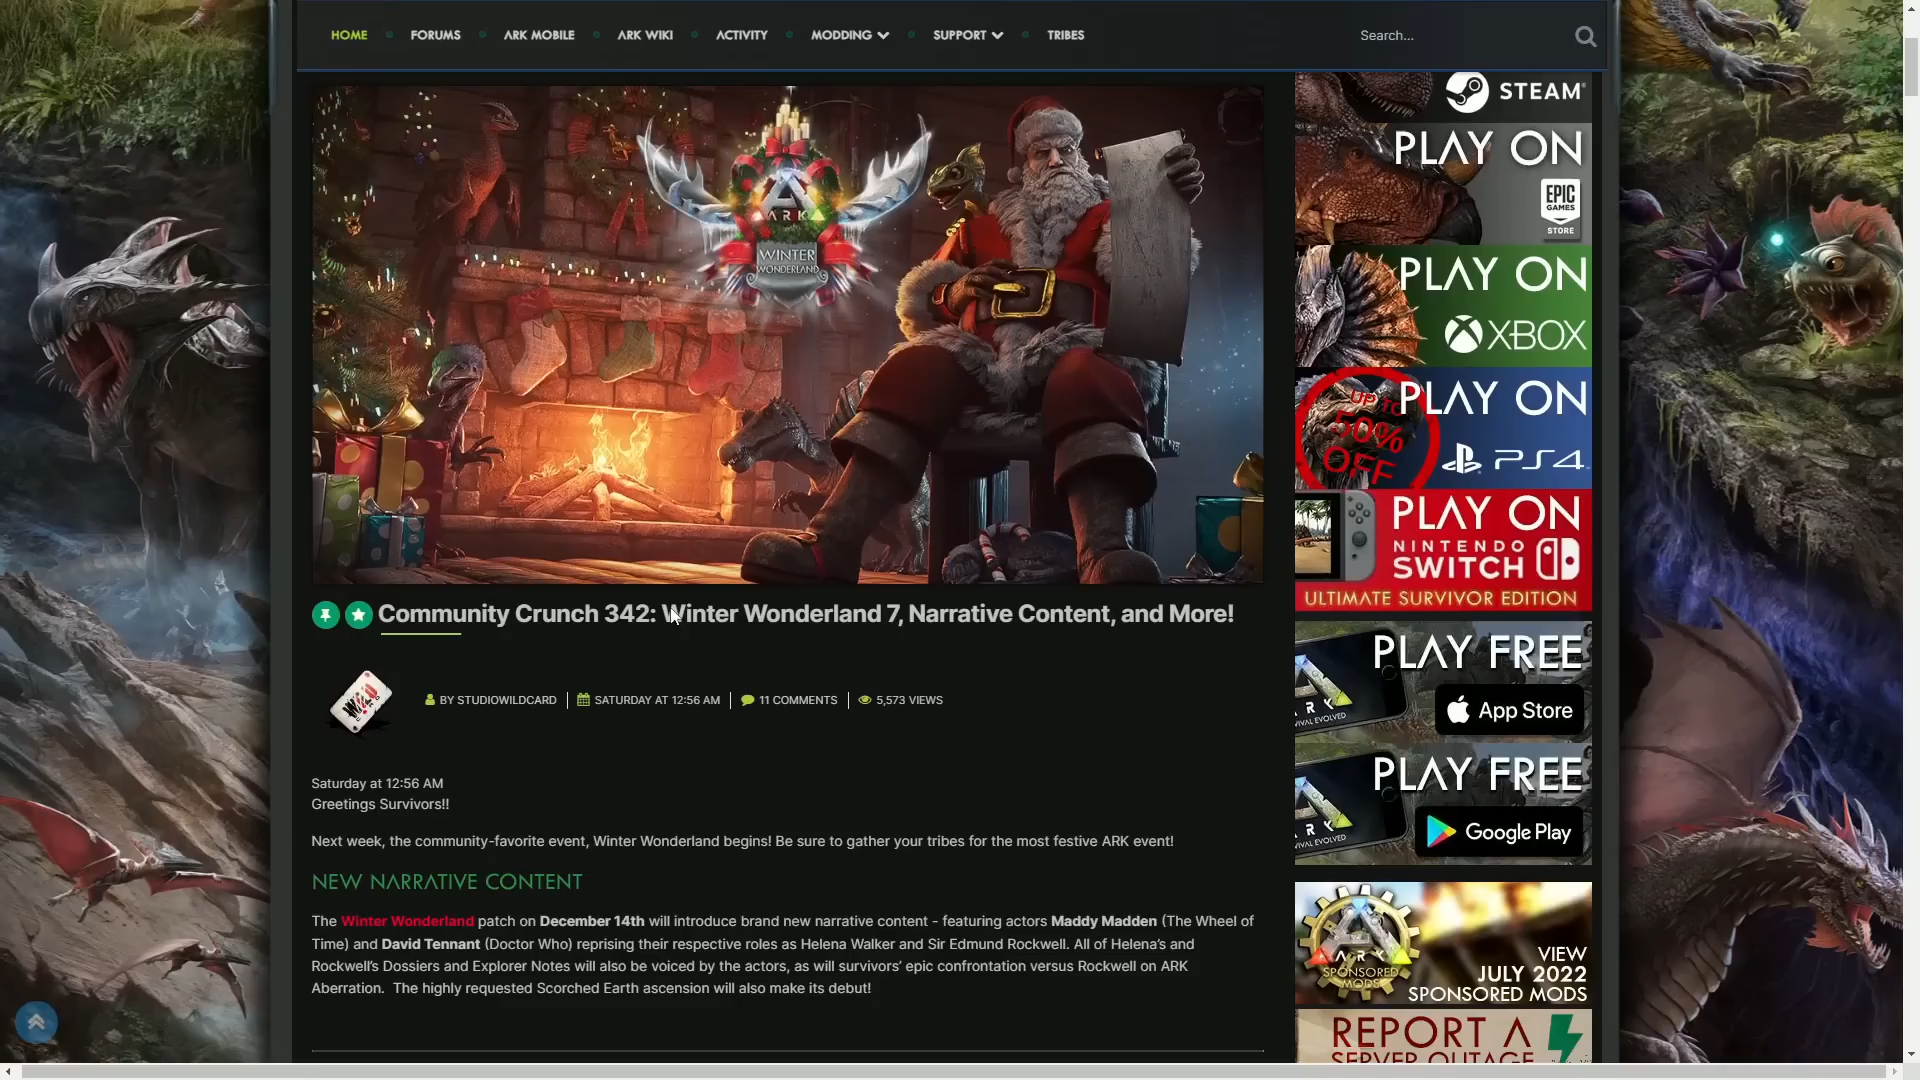 HOME
FORUMS
ARK MOBILE
ARK WIKI
ACTIVITY
MODDING
SUPPORT
TRIBES
Search...
ARK
WINTER
WONDERLAND
Community Crunch 342: Winter Wonderland 7, Narrative Content, and More!
BY STUDIOWILDCARD
SATURDAY AT 12:56 AM
11 COMMENTS
5,573 VIEWS
Saturday at 12:56 AM
Greetings Survivors!!
Next week, the community-favorite event, Winter Wonderland begins! Be sure to gather your tribes for the most festive ARK event!
NEW NARRATIVE CONTENT
The Winter Wonderland patch on December 14th will introduce brand new narrative content - featuring actors Maddy Madden (The Wheel of
Time) and David Tennant (Doctor Who) reprising their respective roles as Helena Walker and Sir Edmund Rockwell. All of Helena's and
Rockwell's Dossiers and Explorer Notes will also be voiced by the actors, as will survivors' epic confrontation versus Rockwell on ARK
Aberration. The highly requested Scorched Earth ascension will also make its debut!
STEAM
PLAY ON
EPIC
GAMES
STORE
PLAY ON
XBOX
UP TO
50%
OFF
PLAY ON
PS4
PLAY ON
NINTENDO
SWITCH
ULTIMATE SURVIVOR EDITION
PLAY FREE
App Store
PLAY FREE
Google Play
ARK
SPONSORED
MODS
VIEW
JULY 2022
SPONSORED MODS
REPORT A
SERVER OUTAGE